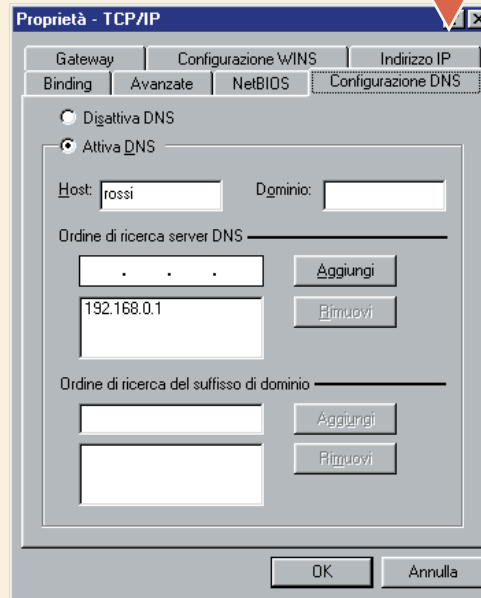 Proprietà - TCP/IP
Gateway Configurazione WINS Indirizzo IP
Binding Avanzate NetBIOS Configurazione DNS
Disattiva DNS
Attiva DNS
Host: rossi Dominio:
Ordine di ricerca server DNS
. . . Aggiungi
192.168.0.1 Rimuovi
Ordine di ricerca del suffisso di dominio
Aggiungi
Rimuovi
OK Annulla